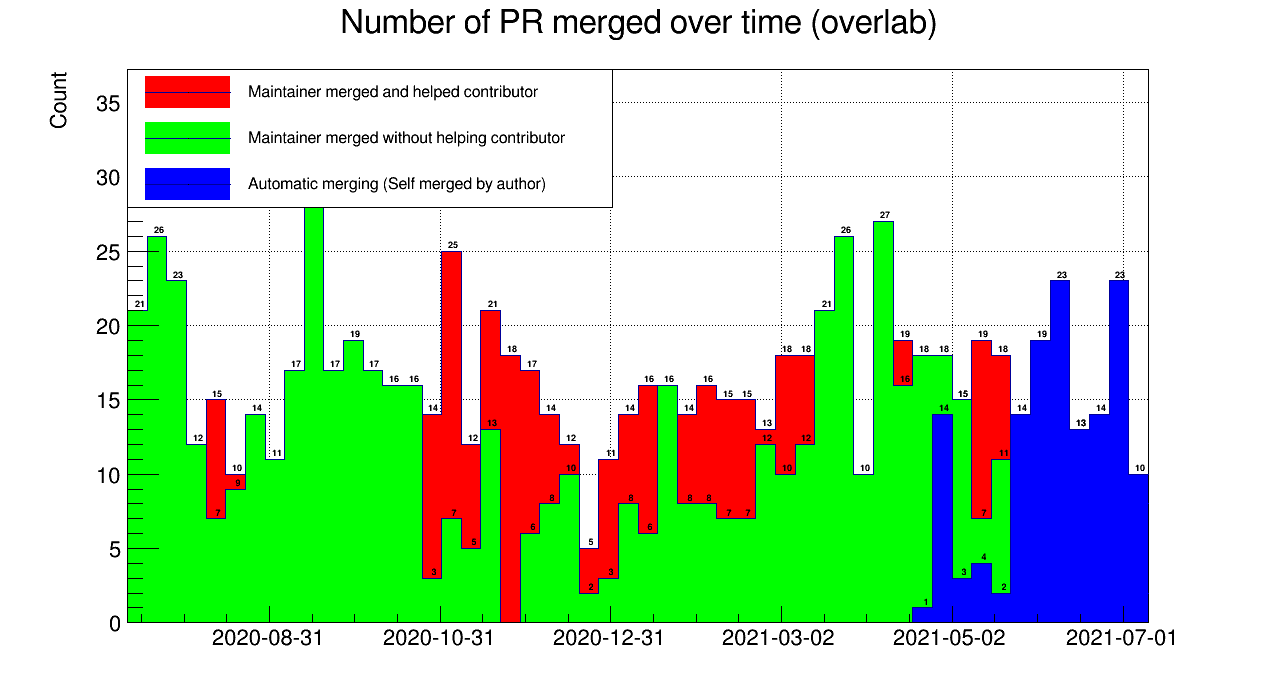 Number of PR merged over time (overlab)
Count
Maintainer merged and helped contributor
Maintainer merged without helping contributor
Automatic merging (Self merged by author)
35
30
25
20
15
10
5
0
21 26 23 12 15 7 10 9 14 11 17 17 19 17 16 16 14 3 25 7 12 5 21 13 18 17 6 14 8 12 10 5 2 11 3 14 8 16 6 16 14 8 16 8 15 7 15 7 13 12 18 10 18 12 21 26 10 27 19 16 18 1 18 14 15 3 19 7 4 18 11 2 14 19 23 13 14 23 10
2020-08-31 2020-10-31 2020-12-31 2021-03-02 2021-05-02 2021-07-01